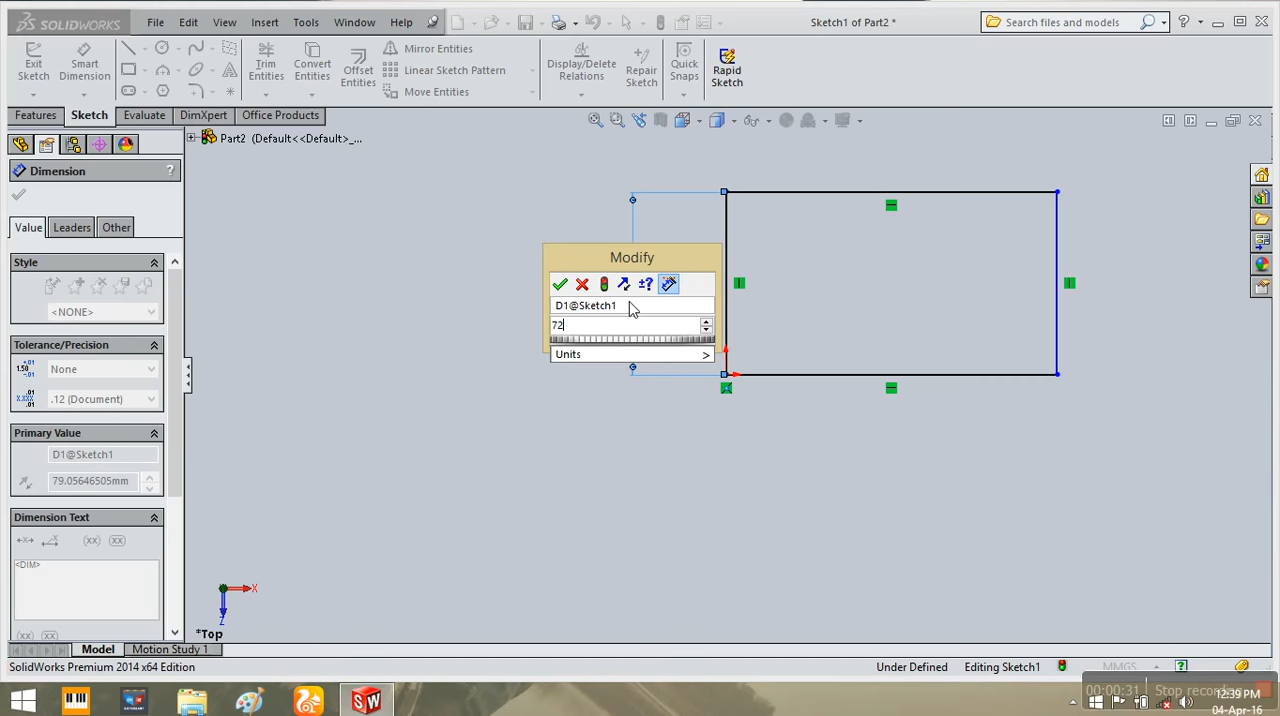 SOLIDWORKS File Edit View Insert Tools Window Help Sketch1 of Part2 * Search files and models ?
Exit Sketch Smart Dimension Trim Entities Convert Entities Offset Entities Mirror Entities Display/Delete Relations Repair Sketch Quick Snaps Rapid Sketch
Linear Sketch Pattern
Move Entities
Features Sketch Evaluate DimXpert Office Products
Part2 (Default<<Default>_...
Dimension ?
Value Leaders Other
Style
<NONE>
Tolerance/Precision
None
.12 (Document)
Primary Value
D1@Sketch1
79.05646505mm
Dimension Text
<DIM>
Modify
D1@Sketch1
72
Units >
X
Z
*Top
Model Motion Study 1
SolidWorks Premium 2014 x64 Edition Under Defined Editing Sketch1 MMGS
00:00:31 Stop recording
12:39 PM
04-Apr-16